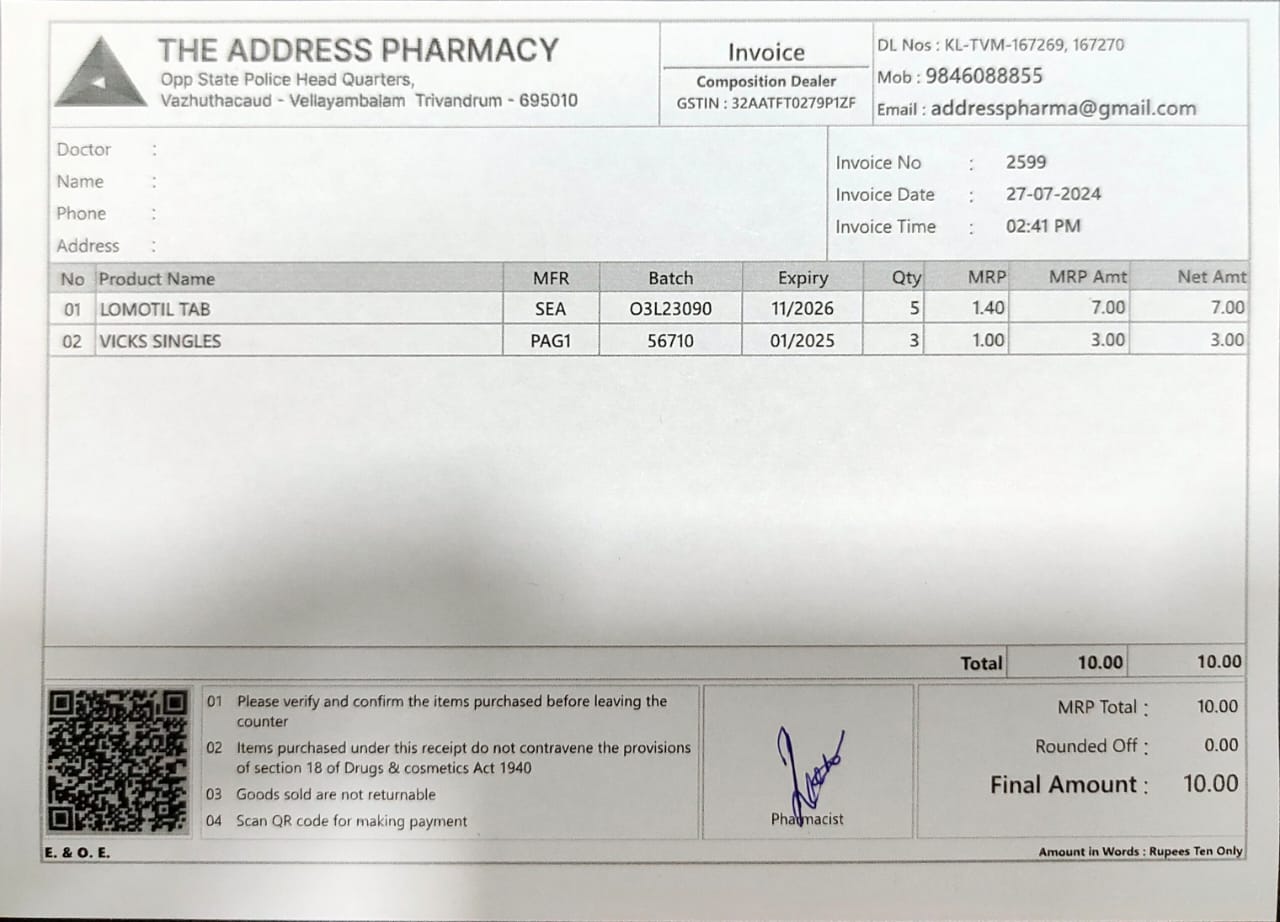 THE ADDRESS PHARMACY
Opp State Police Head Quarters,
Vazhuthacaud - Vellayambalam Trivandrum - 695010
Invoice
Composition Dealer
GSTIN : 32AATFT0279P1ZF
DL Nos : KL-TVM-167269, 167270
Mob : 9846088855
Email : addresspharma@gmail.com
Doctor :
Name :
Phone :
Address :
Invoice No : 2599
Invoice Date : 27-07-2024
Invoice Time : 02:41 PM
No Product Name MFR Batch Expiry Qty MRP MRP Amt Net Amt
01 LOMOTIL TAB SEA O3L23090 11/2026 5 1.40 7.00 7.00
02 VICKS SINGLES PAG1 56710 01/2025 3 1.00 3.00 3.00
Total 10.00 10.00
01 Please verify and confirm the items purchased before leaving the
counter
02 Items purchased under this receipt do not contravene the provisions
of section 18 of Drugs & cosmetics Act 1940
03 Goods sold are not returnable
04 Scan QR code for making payment
Pharmacist
MRP Total : 10.00
Rounded Off : 0.00
Final Amount : 10.00
E. & O. E.
Amount in Words : Rupees Ten Only